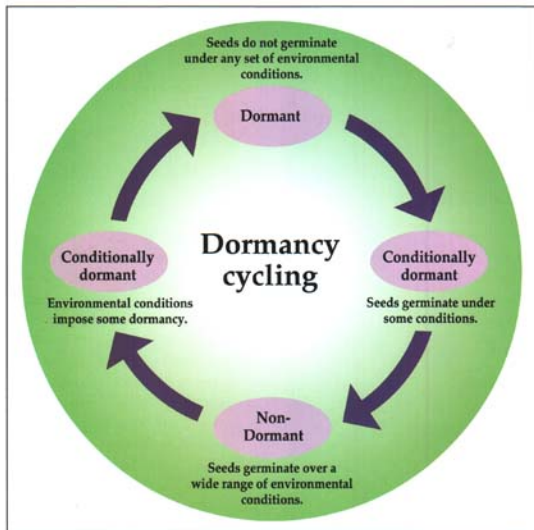 Seeds do not germinate
under any set of environmental
conditions.
Dormant
Dormancy
cycling
Conditionally
dormant
Seeds germinate under
some conditions.
Non-
Dormant
Seeds germinate over a
wide range of environmental
conditions.
Conditionally
dormant
Environmental conditions
impose some dormancy.